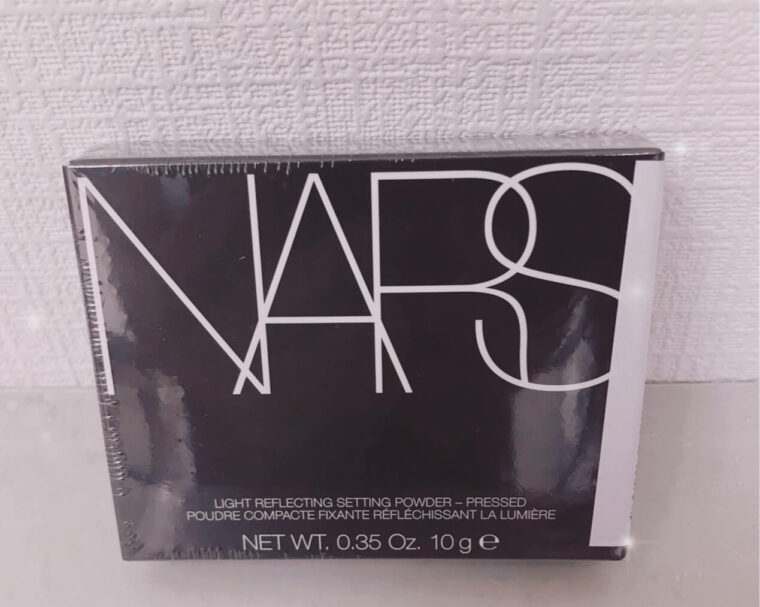 NARS
LIGHT REFLECTING SETTING POWDER – PRESSED
POUDRE COMPACTE FIXANTE RÉFLÉCHISSANT LA LUMIÈRE
NET WT. 0.35 Oz. 10 g ℮